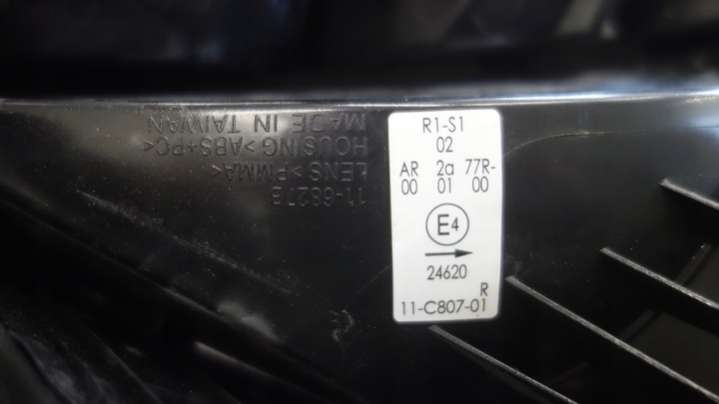 R1-S1
02
AR 2a 77R-
00 01 00
E4
24620
R
11-C807-01
11-6827B
LENS >PMMA<
HOUSING >ABS+PC<
MADE IN TAIWAN